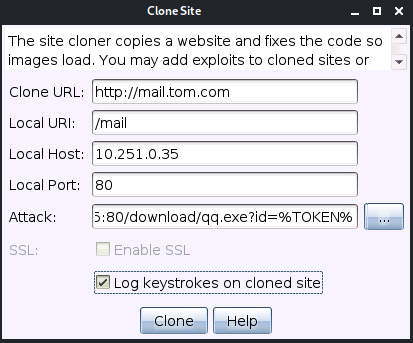 Clone Site
The site cloner copies a website and fixes the code so
images load. You may add exploits to cloned sites or
Clone URL: http://mail.tom.com
Local URI: /mail
Local Host: 10.251.0.35
Local Port: 80
Attack: 5:80/download/qq.exe?id=%TOKEN% ...
SSL: Enable SSL
Log keystrokes on cloned site
Clone Help